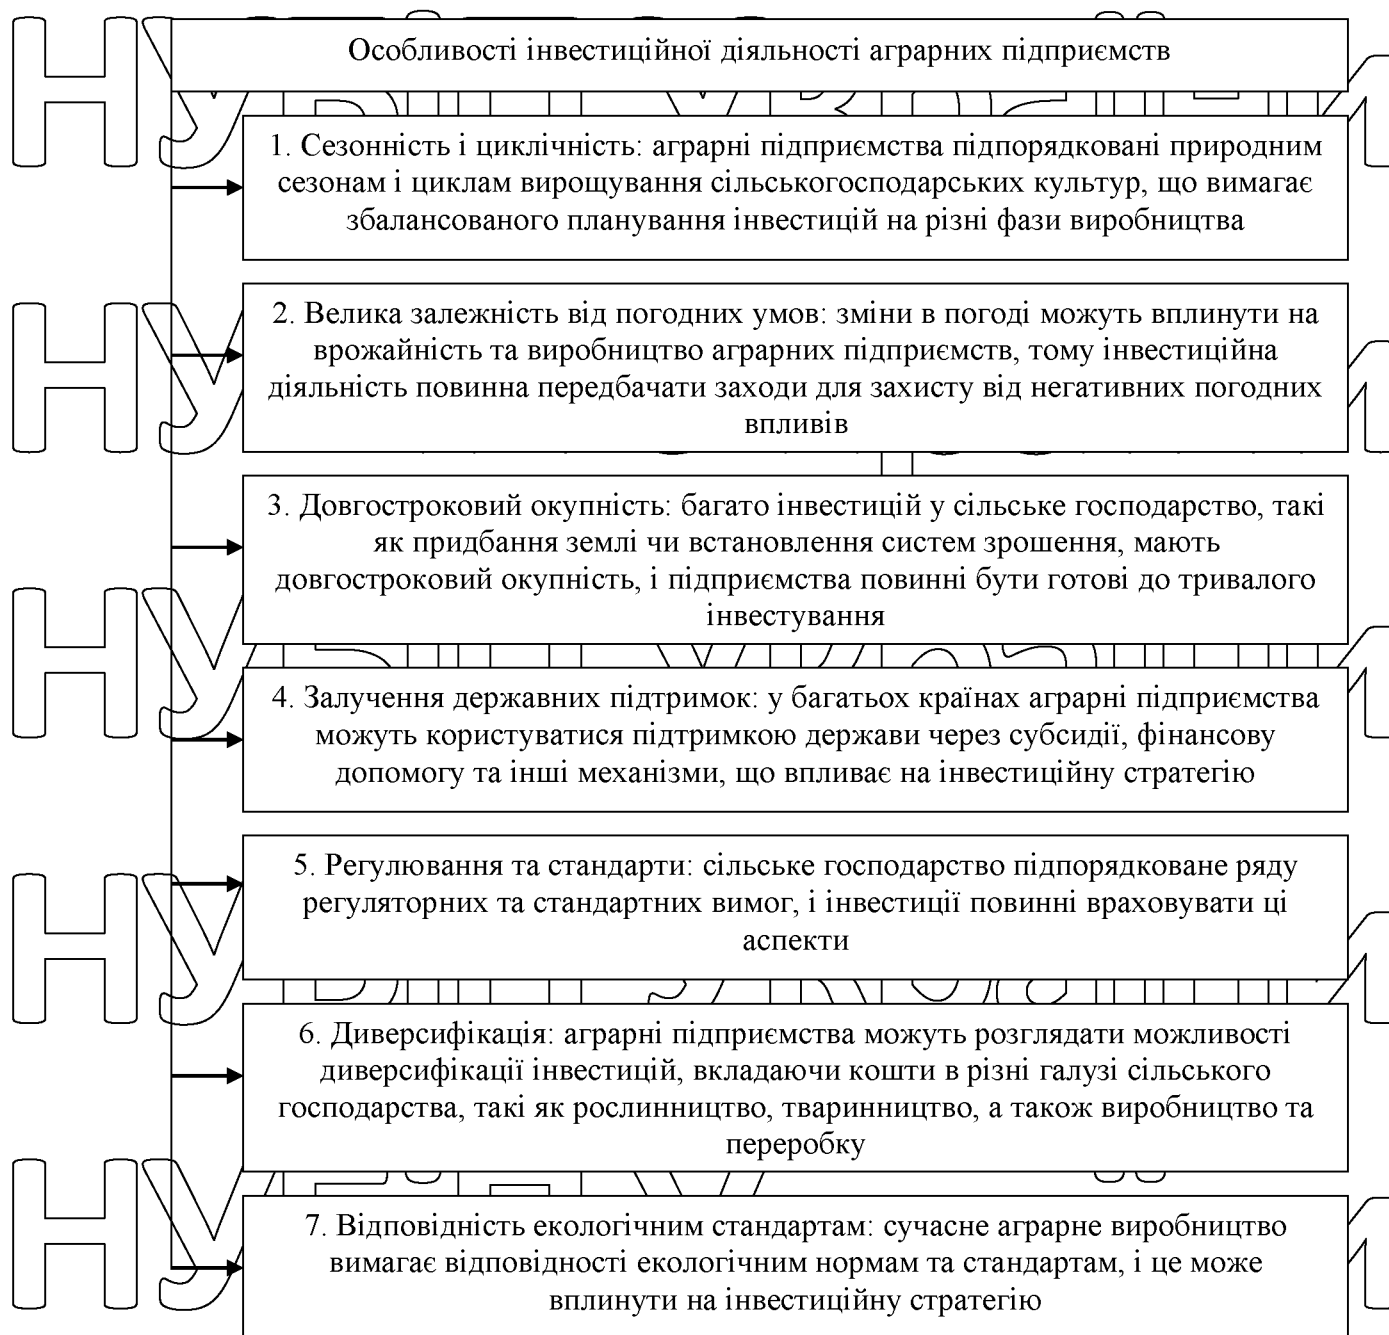 Особливості інвестиційної діяльності аграрних підприємств
1. Сезонність і циклічність: аграрні підприємства підпорядковані природним
сезонам і циклам вирощування сільськогосподарських культур, що вимагає
збалансованого планування інвестицій на різні фази виробництва
2. Велика залежність від погодних умов: зміни в погоді можуть вплинути на
врожайність та виробництво аграрних підприємств, тому інвестиційна
діяльність повинна передбачати заходи для захисту від негативних погодних
впливів
3. Довгостроковий окупність: багато інвестицій у сільське господарство, такі
як придбання землі чи встановлення систем зрошення, мають
довгостроковий окупність, і підприємства повинні бути готові до тривалого
інвестування
4. Залучення державних підтримок: у багатьох країнах аграрні підприємства
можуть користуватися підтримкою держави через субсидії, фінансову
допомогу та інші механізми, що впливає на інвестиційну стратегію
5. Регулювання та стандарти: сільське господарство підпорядковане ряду
регуляторних та стандартних вимог, і інвестиції повинні враховувати ці
аспекти
6. Диверсифікація: аграрні підприємства можуть розглядати можливості
диверсифікації інвестицій, вкладаючи кошти в різні галузі сільського
господарства, такі як рослинництво, тваринництво, а також виробництво та
переробку
7. Відповідність екологічним стандартам: сучасне аграрне виробництво
вимагає відповідності екологічним нормам та стандартам, і це може
вплинути на інвестиційну стратегію